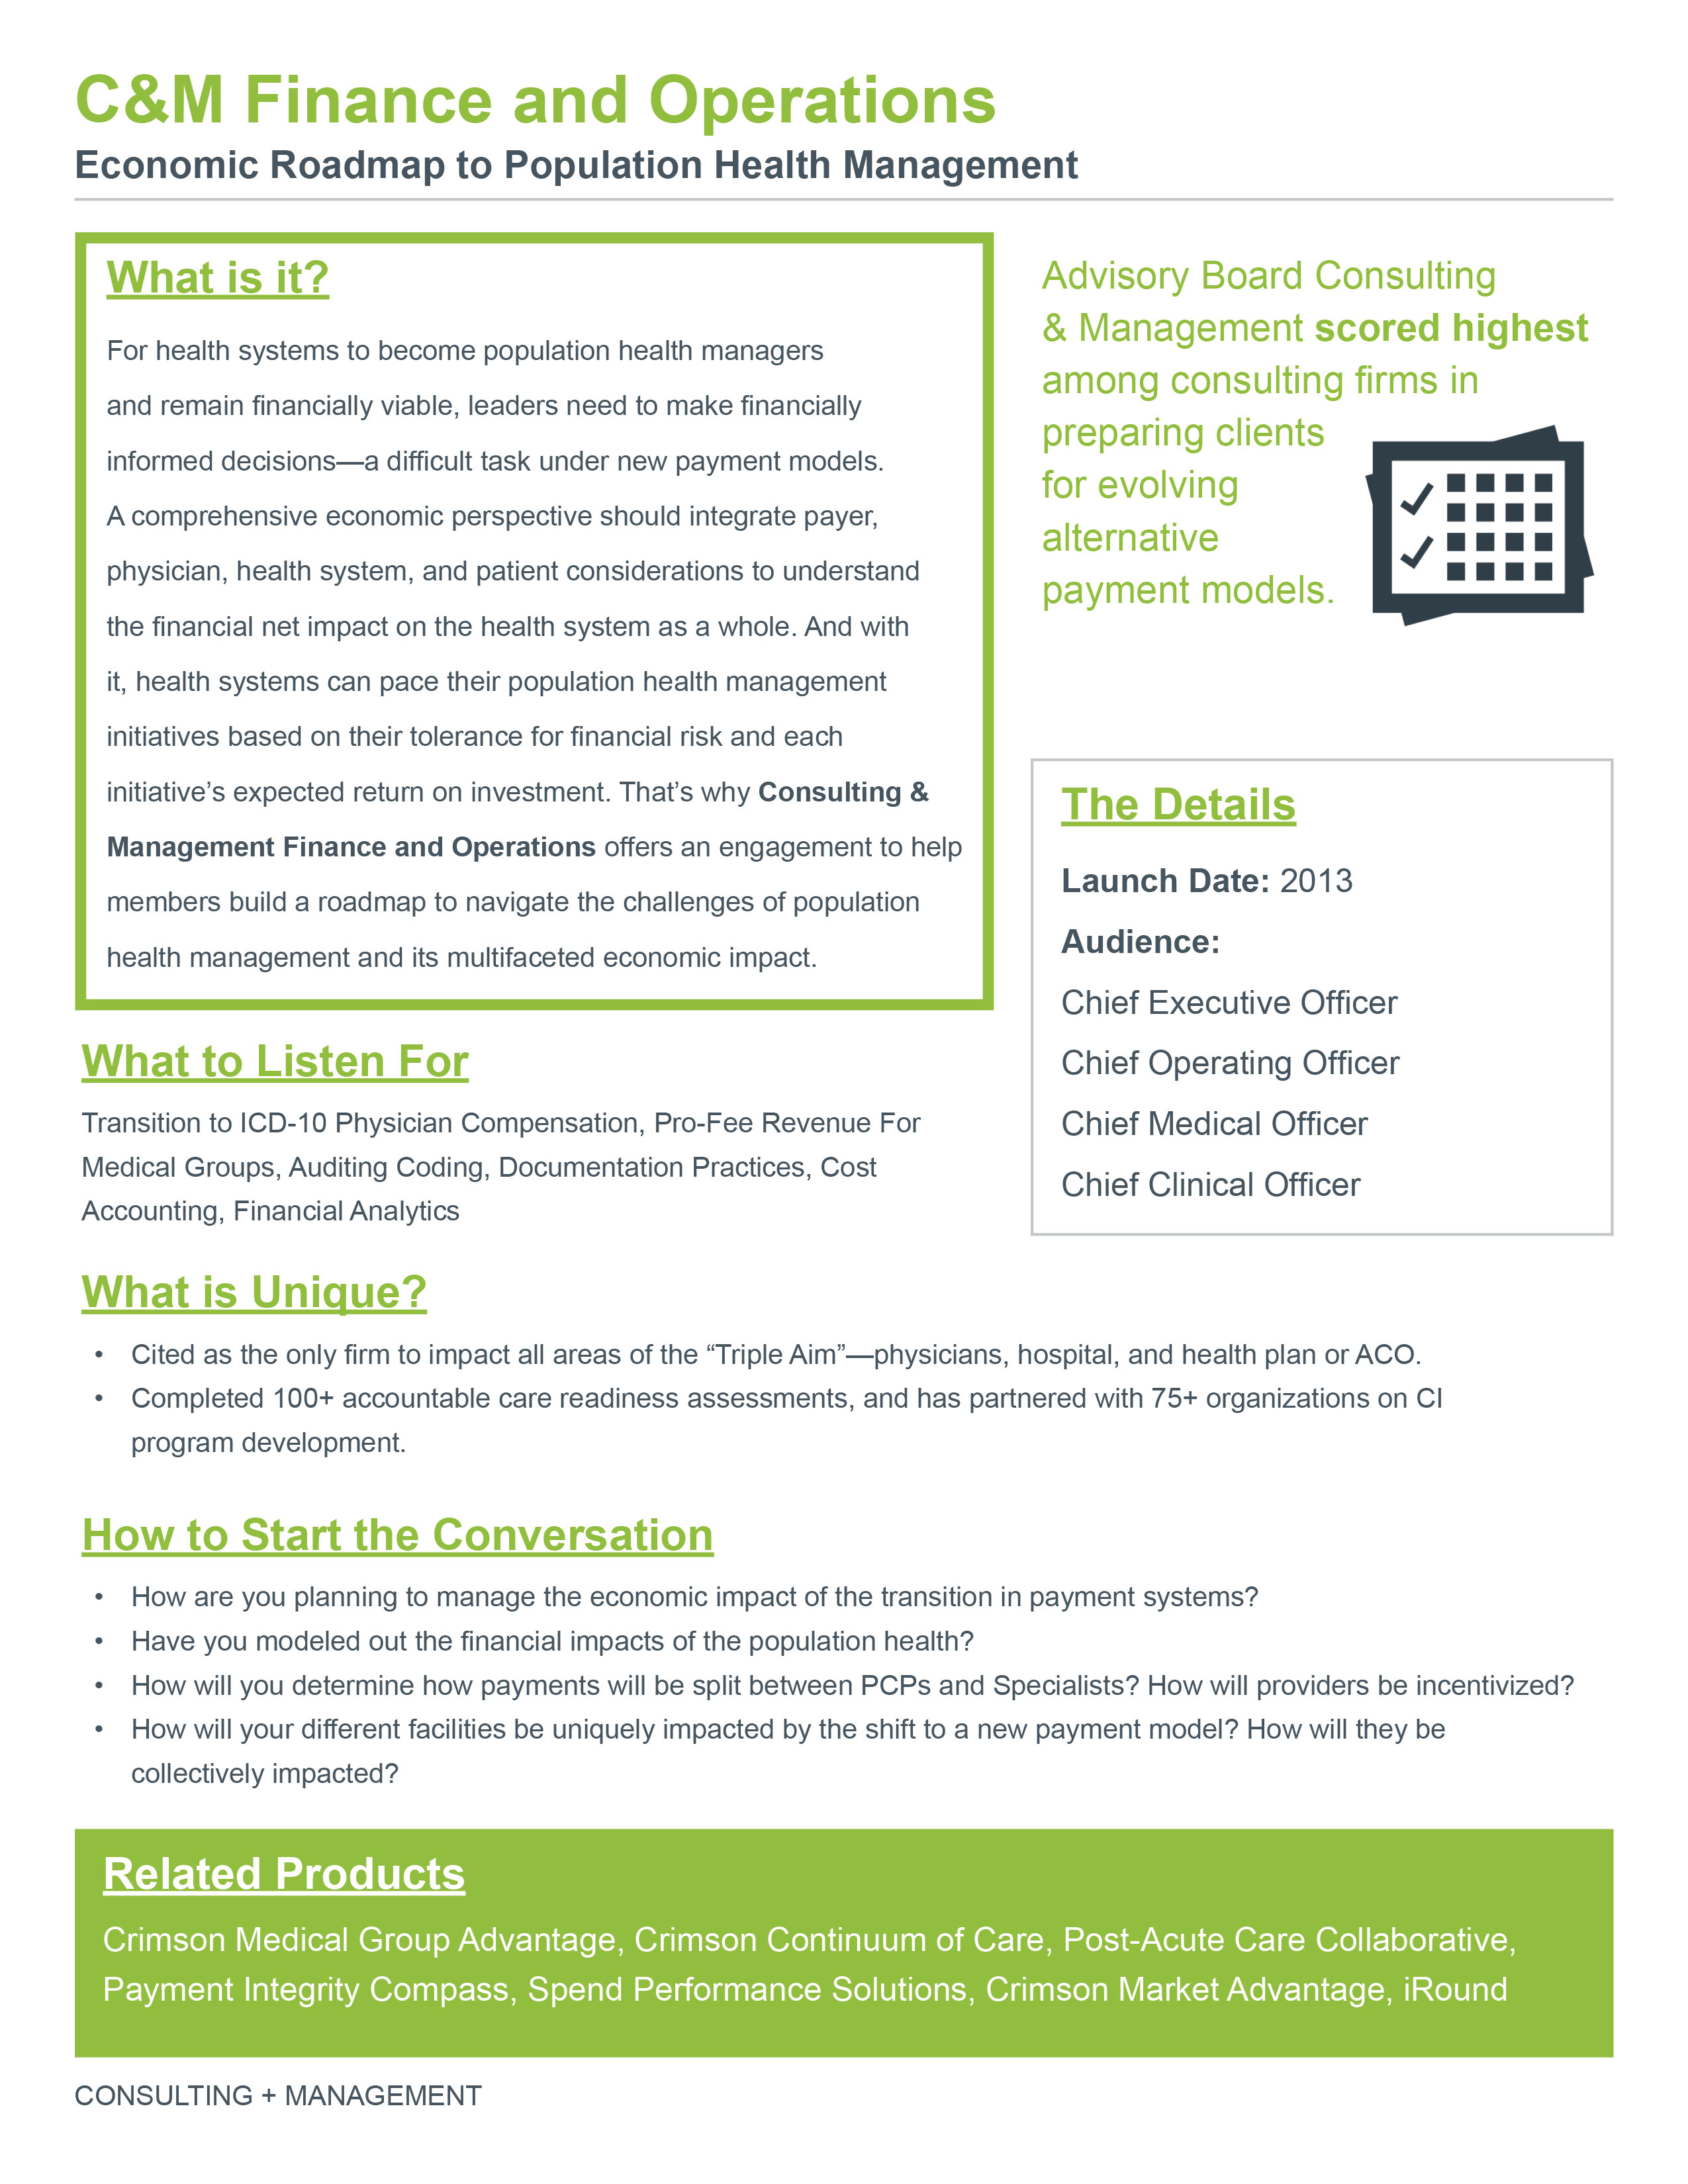 C&M Finance and Operations
Economic Roadmap to Population Health Management
What is it?
For health systems to become population health managers
and remain financially viable, leaders need to make financially
informed decisions—a difficult task under new payment models.
A comprehensive economic perspective should integrate payer,
physician, health system, and patient considerations to understand
the financial net impact on the health system as a whole. And with
it, health systems can pace their population health management
initiatives based on their tolerance for financial risk and each
initiative’s expected return on investment. That’s why Consulting &
Management Finance and Operations offers an engagement to help
members build a roadmap to navigate the challenges of population
health management and its multifaceted economic impact.
Advisory Board Consulting
& Management scored highest
among consulting firms in
preparing clients
for evolving
alternative
payment models.
The Details
Launch Date: 2013
Audience:
Chief Executive Officer
Chief Operating Officer
Chief Medical Officer
Chief Clinical Officer
What to Listen For
Transition to ICD-10 Physician Compensation, Pro-Fee Revenue For
Medical Groups, Auditing Coding, Documentation Practices, Cost
Accounting, Financial Analytics
What is Unique?
• Cited as the only firm to impact all areas of the “Triple Aim”—physicians, hospital, and health plan or ACO.
• Completed 100+ accountable care readiness assessments, and has partnered with 75+ organizations on CI
program development.
How to Start the Conversation
• How are you planning to manage the economic impact of the transition in payment systems?
• Have you modeled out the financial impacts of the population health?
• How will you determine how payments will be split between PCPs and Specialists? How will providers be incentivized?
• How will your different facilities be uniquely impacted by the shift to a new payment model? How will they be
collectively impacted?
Related Products
Crimson Medical Group Advantage, Crimson Continuum of Care, Post-Acute Care Collaborative,
Payment Integrity Compass, Spend Performance Solutions, Crimson Market Advantage, iRound
CONSULTING + MANAGEMENT